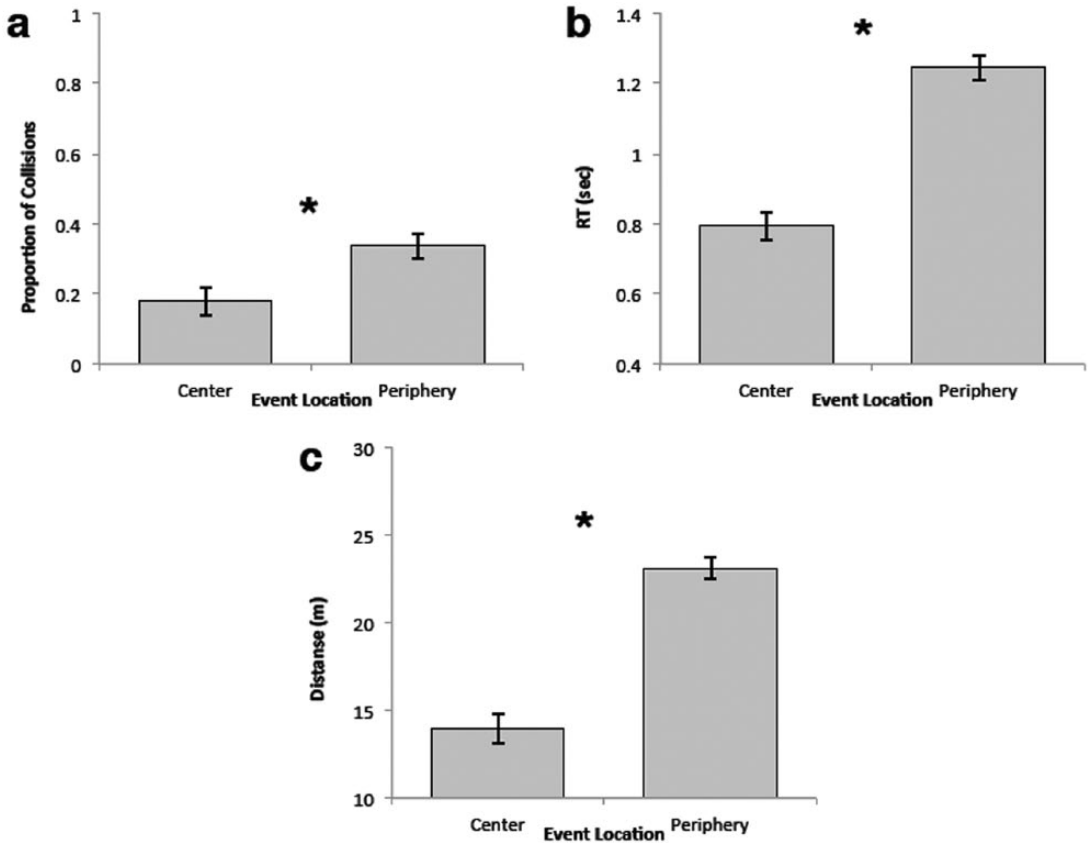 a
Proportion of Collisions
1
0.8
0.6
0.4
0.2
0
*
Center
Periphery
Event Location
b
RT (sec)
1.4
1.2
1
0.8
0.6
0.4
*
Center
Periphery
Event Location
c
Distanse (m)
30
25
20
15
10
*
Center
Periphery
Event Location